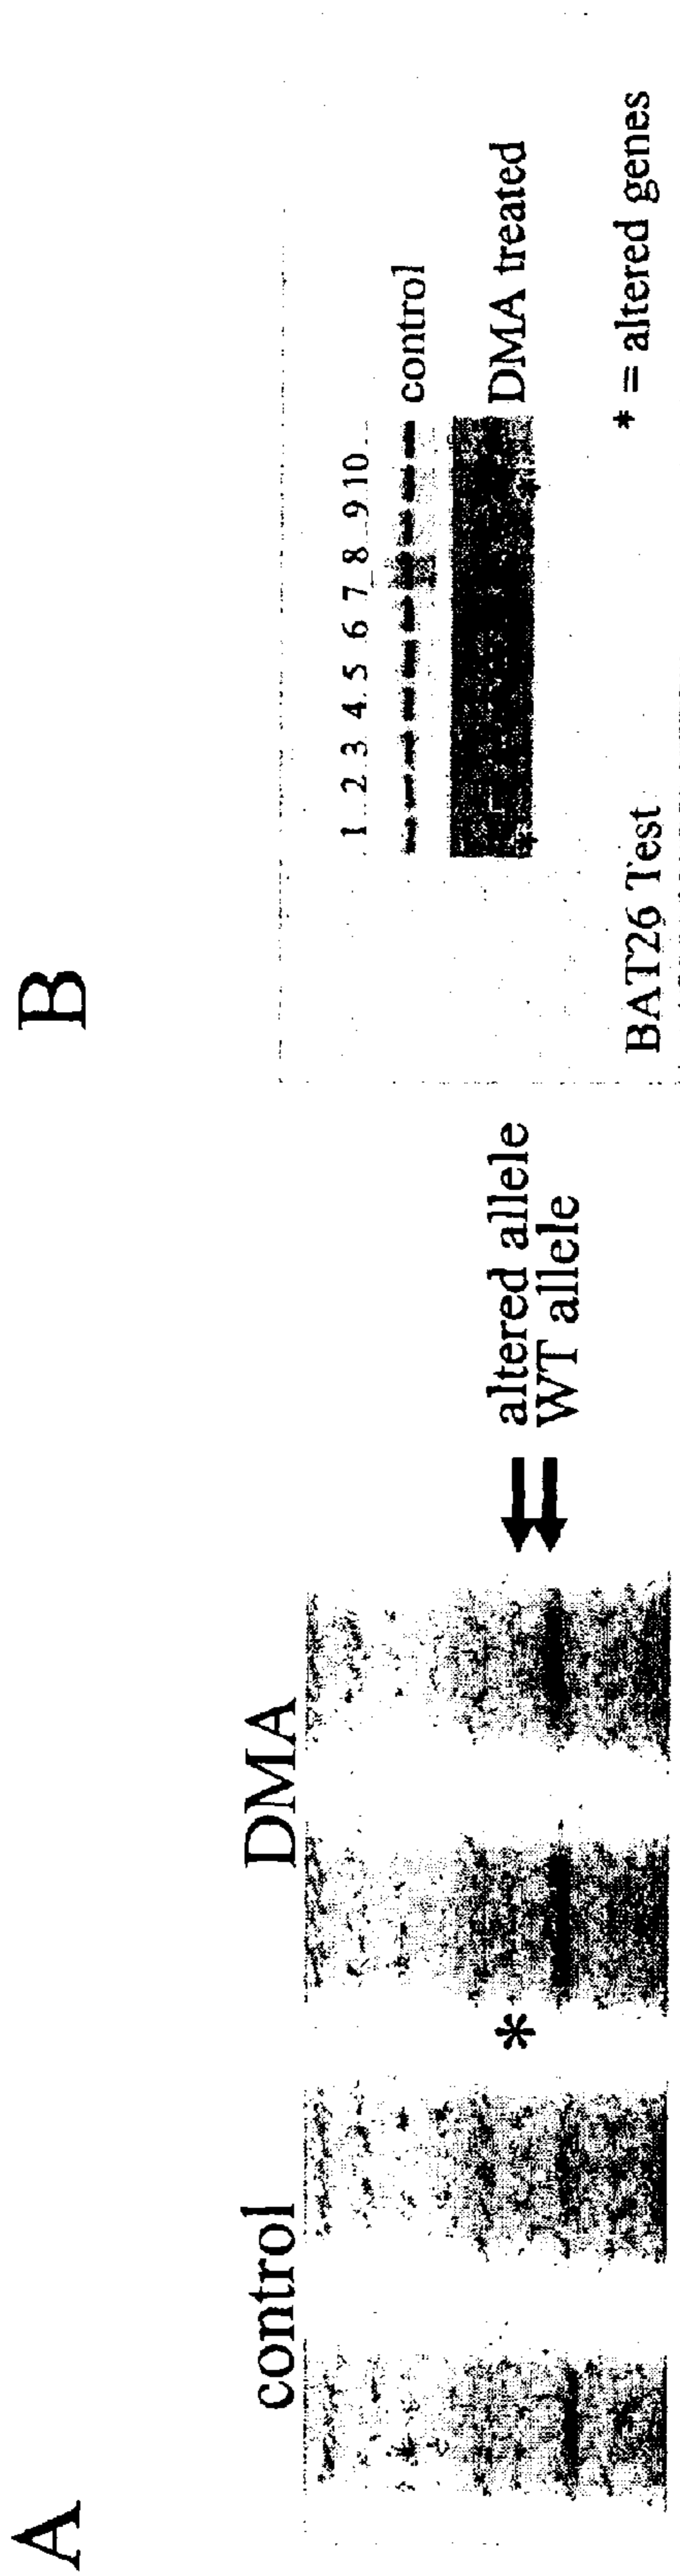 A
control
DMA
*
altered allele
WT allele
B
1 2 3 4 5 6 7 8 9 10
control
DMA treated
* *
BAT26 Test
* = altered genes